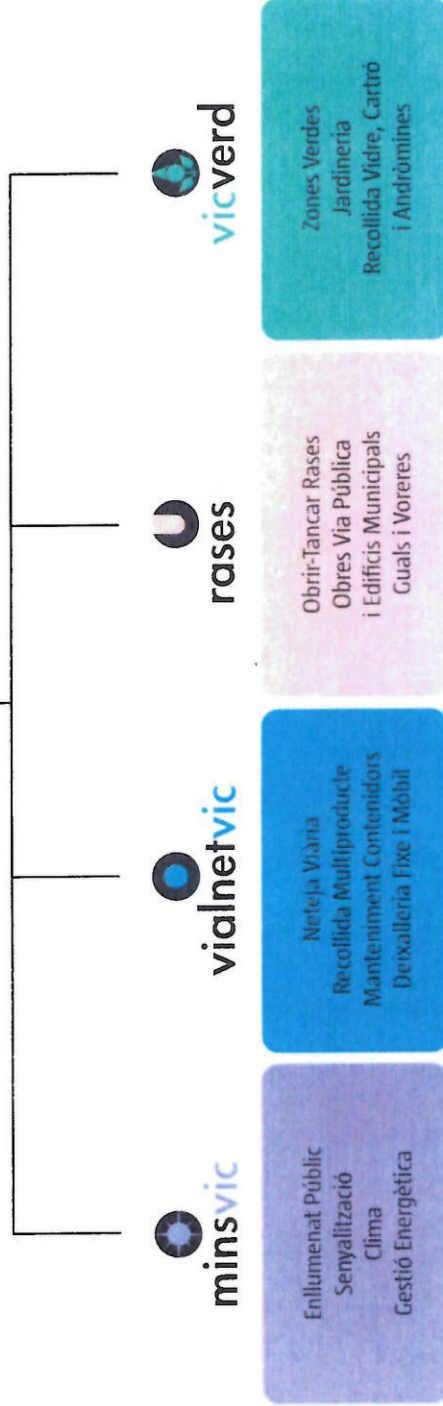 minsvic
Enllumenat Públic
Senyalització
Clima
Gestió Energètica
vialnetvic
Neteja Viària
Recollida Multiproducte
Manteniment Contenidors
Deixalleria Fixe i Mòbil
rases
Obrir-Tancar Rases
Obres Via Pública
i Edificis Municipals
Guals i Voreres
vicverd
Zones Verdes
Jardineria
Recollida Vidre, Cartró
i Andròmines